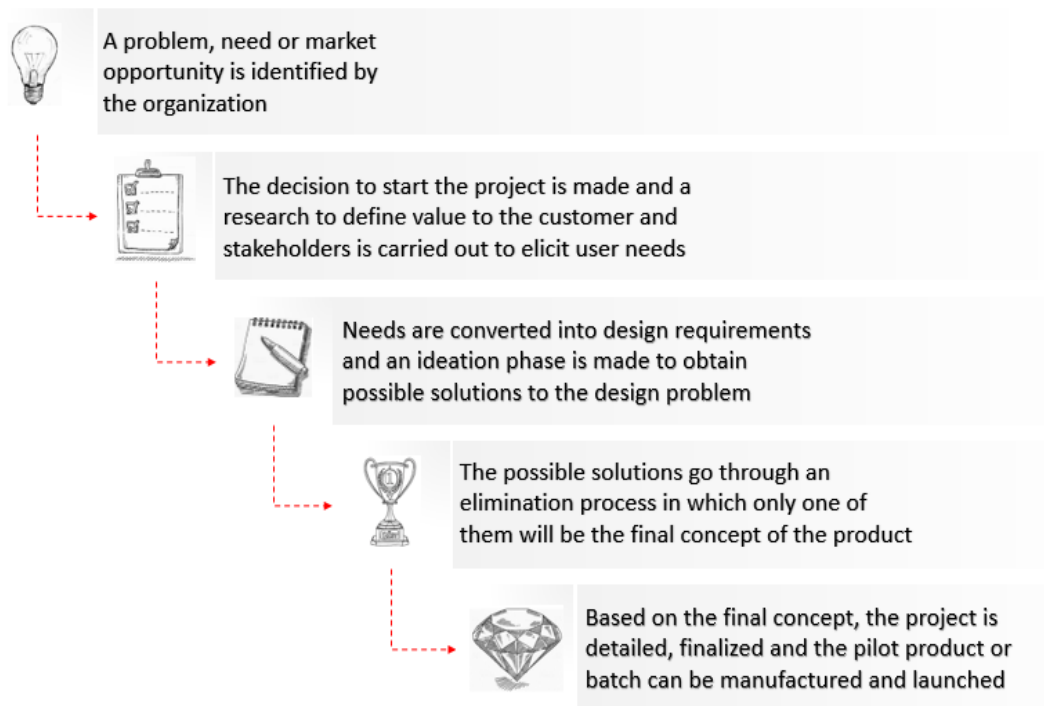 A problem, need or market
opportunity is identified by
the organization
The decision to start the project is made and a
research to define value to the customer and
stakeholders is carried out to elicit user needs
Needs are converted into design requirements
and an ideation phase is made to obtain
possible solutions to the design problem
1
The possible solutions go through an
elimination process in which only one of
them will be the final concept of the product
Based on the final concept, the project is
detailed, finalized and the pilot product or
batch can be manufactured and launched